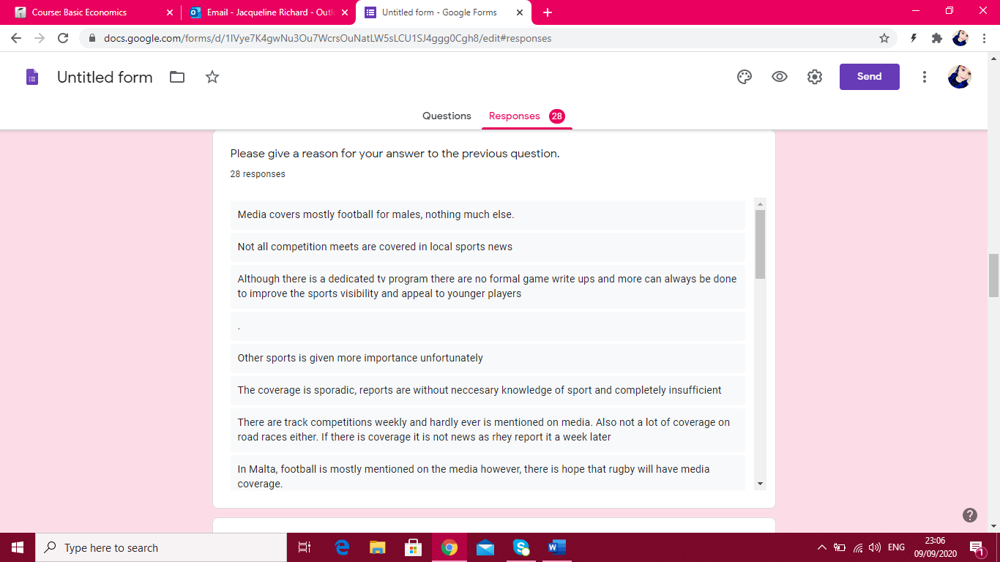 Course: Basic Economics
Email - Jacqueline Richard - Outl
Untitled form - Google Forms
docs.google.com/forms/d/1IVye7K4gwNu3Ou7WcrsOuNatLW5sLCU1SJ4ggg0Cgh8/edit#responses
Untitled form
Send
Questions
Responses 28
Please give a reason for your answer to the previous question.
28 responses
Media covers mostly football for males, nothing much else.
Not all competition meets are covered in local sports news
Although there is a dedicated tv program there are no formal game write ups and more can always be done
to improve the sports visibility and appeal to younger players
.
Other sports is given more importance unfortunately
The coverage is sporadic, reports are without neccesary knowledge of sport and completely insufficient
There are track competitions weekly and hardly ever is mentioned on media. Also not a lot of coverage on
road races either. If there is coverage it is not news as rhey report it a week later
In Malta, football is mostly mentioned on the media however, there is hope that rugby will have media
coverage.
Type here to search
ENG
23:06
09/09/2020
1